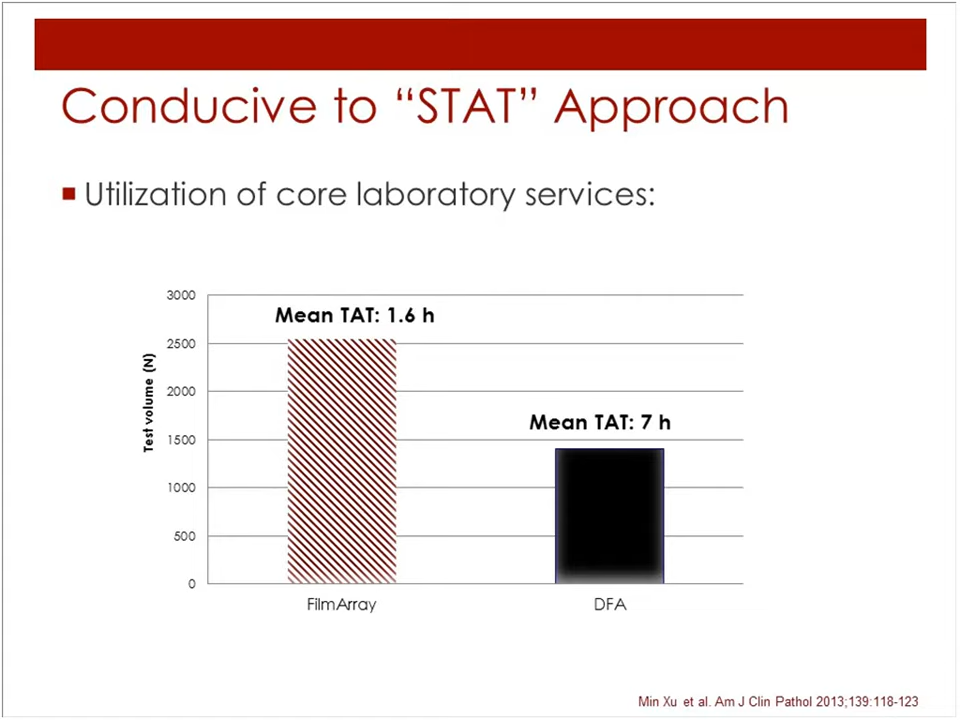 Conducive to “STAT” Approach
Utilization of core laboratory services:
3000
2500
2000
1500
1000
500
0
Test volume (N)
Mean TAT: 1.6 h
Mean TAT: 7 h
FilmArray
DFA
Min Xu et al. Am J Clin Pathol 2013;139:118-123